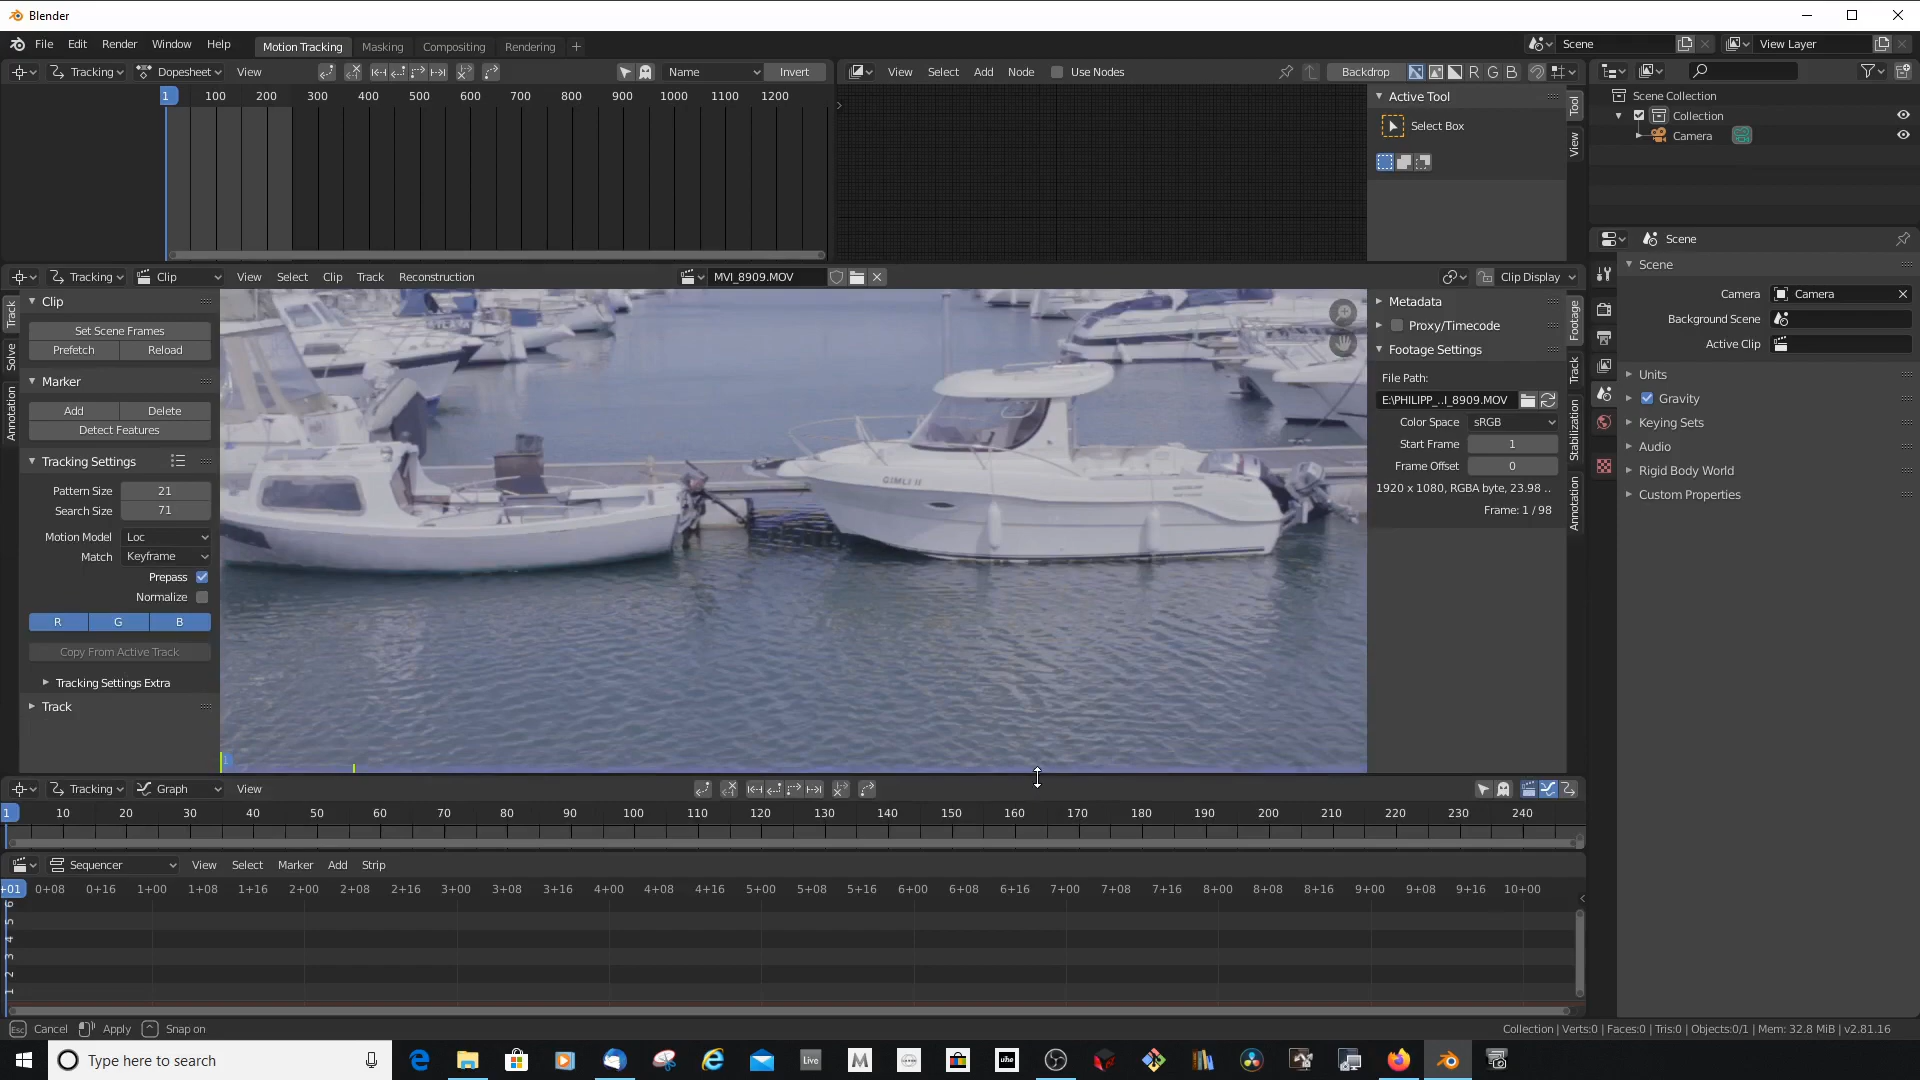 Blender
File Edit Render Window Help Motion Tracking Masking Compositing Rendering + Scene View Layer
Tracking Dopesheet View Name Invert View Select Add Node Use Nodes Backdrop R G B
1 100 200 300 400 500 600 700 800 900 1000 1100 1200
Active Tool
Select Box
Tool
View
Scene Collection
Collection
Camera
Scene
Scene
Camera Camera
Background Scene
Active Clip
Units
Gravity
Keying Sets
Audio
Rigid Body World
Custom Properties
Tracking Clip View Select Clip Track Reconstruction MVI_8909.MOV Clip Display
Track
Solve
Annotation
Clip
Set Scene Frames
Prefetch Reload
Marker
Add Delete
Detect Features
Tracking Settings
Pattern Size 21
Search Size 71
Motion Model Loc
Match Keyframe
Prepass
Normalize
R G B
Copy From Active Track
Tracking Settings Extra
Track
GIMLI II
1
Metadata
Proxy/Timecode
Footage Settings
File Path:
E:\PHILIPP_..I_8909.MOV
Color Space sRGB
Start Frame 1
Frame Offset 0
1920 x 1080, RGBA byte, 23.98 ..
Frame: 1 / 98
Footage
Track
Stabilization
Annotation
Tracking Graph View
1 10 20 30 40 50 60 70 80 90 100 110 120 130 140 150 160 170 180 190 200 210 220 230 240
Sequencer View Select Marker Add Strip
+01 0+08 0+16 1+00 1+08 1+16 2+00 2+08 2+16 3+00 3+08 3+16 4+00 4+08 4+16 5+00 5+08 5+16 6+00 6+08 6+16 7+00 7+08 7+16 8+00 8+08 8+16 9+00 9+08 9+16 10+00
6
5
4
3
2
1
Esc Cancel Apply Snap on Collection | Verts:0 | Faces:0 | Tris:0 | Objects:0/1 | Mem: 32.8 MiB | v2.81.16
Type here to search Live uhe